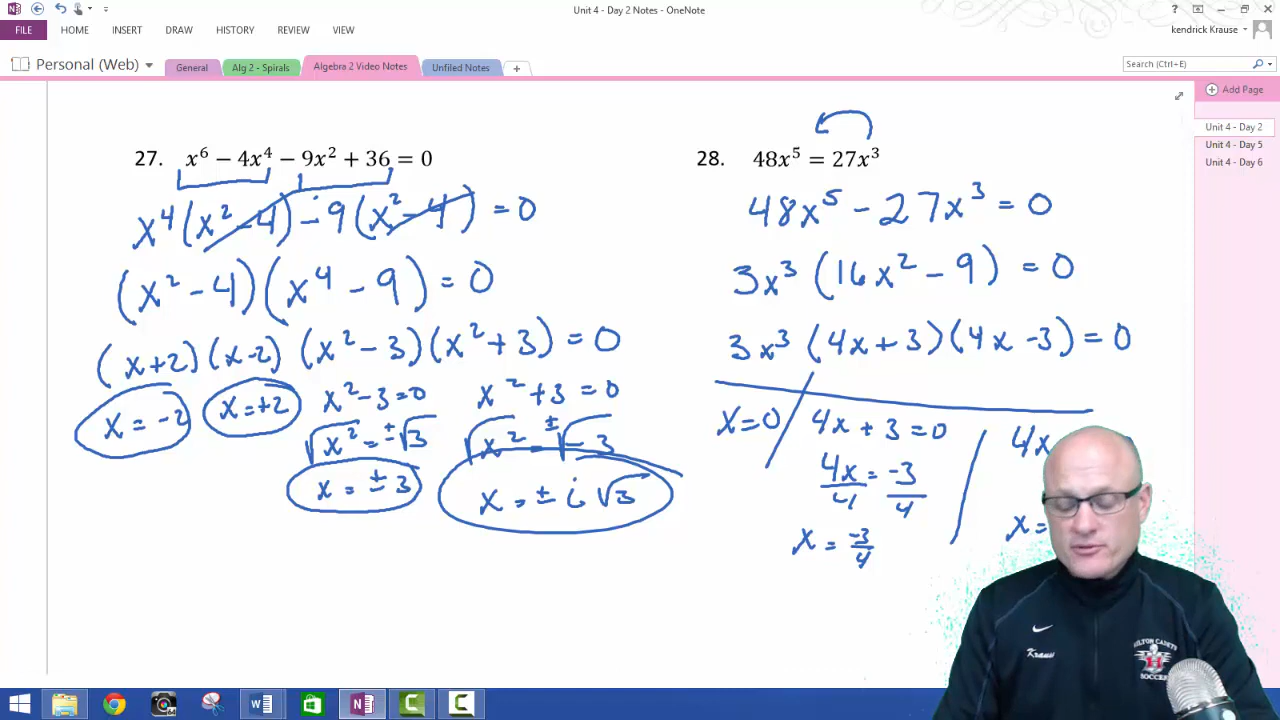 Unit 4 - Day 2 Notes - OneNote
FILE HOME INSERT DRAW HISTORY REVIEW VIEW
kendrick Krause
Personal (Web) General Alg 2 - Spirals Algebra 2 Video Notes Unfiled Notes +
Search (Ctrl+E)
Add Page
Unit 4 - Day 2
Unit 4 - Day 5
Unit 4 - Day 6
27. x⁶ − 4x⁴ − 9x² + 36 = 0
x⁴(x² − 4) − 9(x² − 4) = 0
(x² − 4)(x⁴ − 9) = 0
(x+2)(x-2)(x² − 3)(x² + 3) = 0
x² − 3 = 0
x² + 3 = 0
x = −2
x = +2
√x² = ±√3
√x² = ±√−3
x = ± 3
x = ± i√3
28. 48x⁵ = 27x³
48x⁵ − 27x³ = 0
3x³ (16x² − 9) = 0
3x³ (4x + 3)(4x − 3) = 0
x = 0
4x + 3 = 0
4x
4x = −3
4 4
x = −3/4
x =
Krause
HILTON CADETS
H
SOCCER